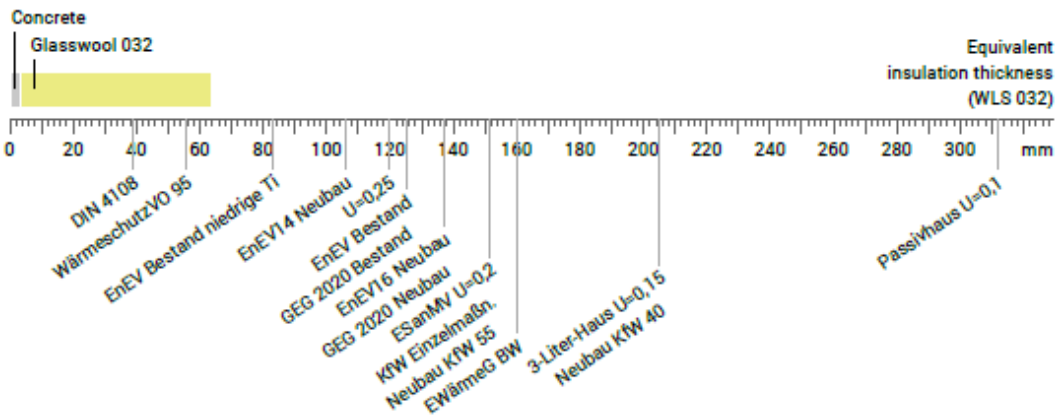 Concrete
Glasswool 032
Equivalent
insulation thickness
(WLS 032)
0 20 40 60 80 100 120 140 160 180 200 220 240 260 280 300 mm
DIN 4108
WärmeschutzVO 95
EnEV Bestand niedrige Ti
EnEV14 Neubau
U=0,25
EnEV Bestand
GEG 2020 Bestand
EnEV16 Neubau
GEG 2020 Neubau
ESanMV U=0,2
KfW Einzelmaßn.
Neubau KfW 55
EWärmeG BW
3-Liter-Haus U=0,15
Neubau KfW 40
Passivhaus U=0,1